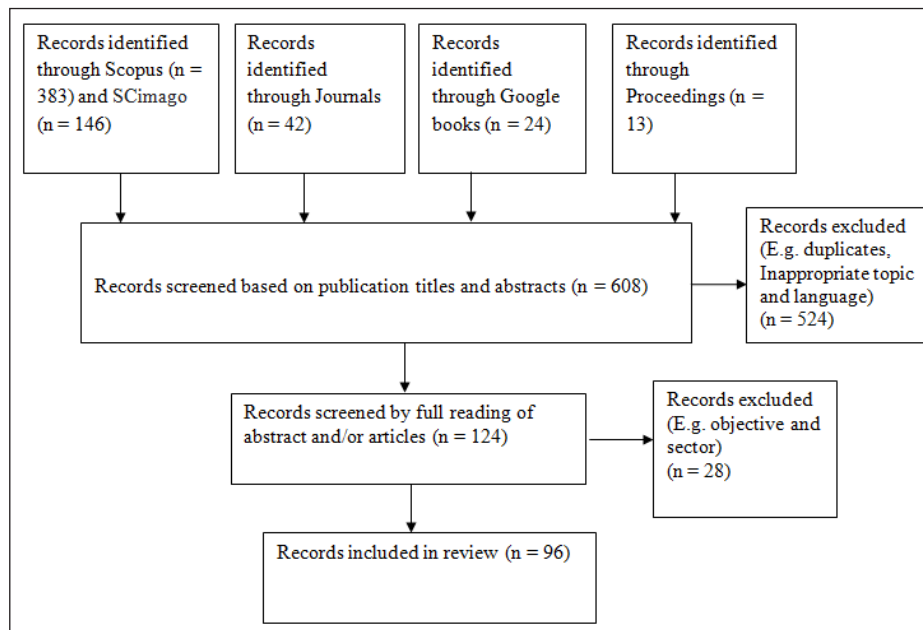 Records identified
through Scopus (n =
383) and SCimago
(n = 146)
Records
identified
through Journals
(n = 42)
Records
identified
through Google
books (n = 24)
Records identified
through
Proceedings (n =
13)
Records screened based on publication titles and abstracts (n = 608)
Records excluded
(E.g. duplicates,
Inappropriate topic
and language)
(n = 524)
Records screened by full reading of
abstract and/or articles (n = 124)
Records excluded
(E.g. objective and
sector)
(n = 28)
Records included in review (n = 96)